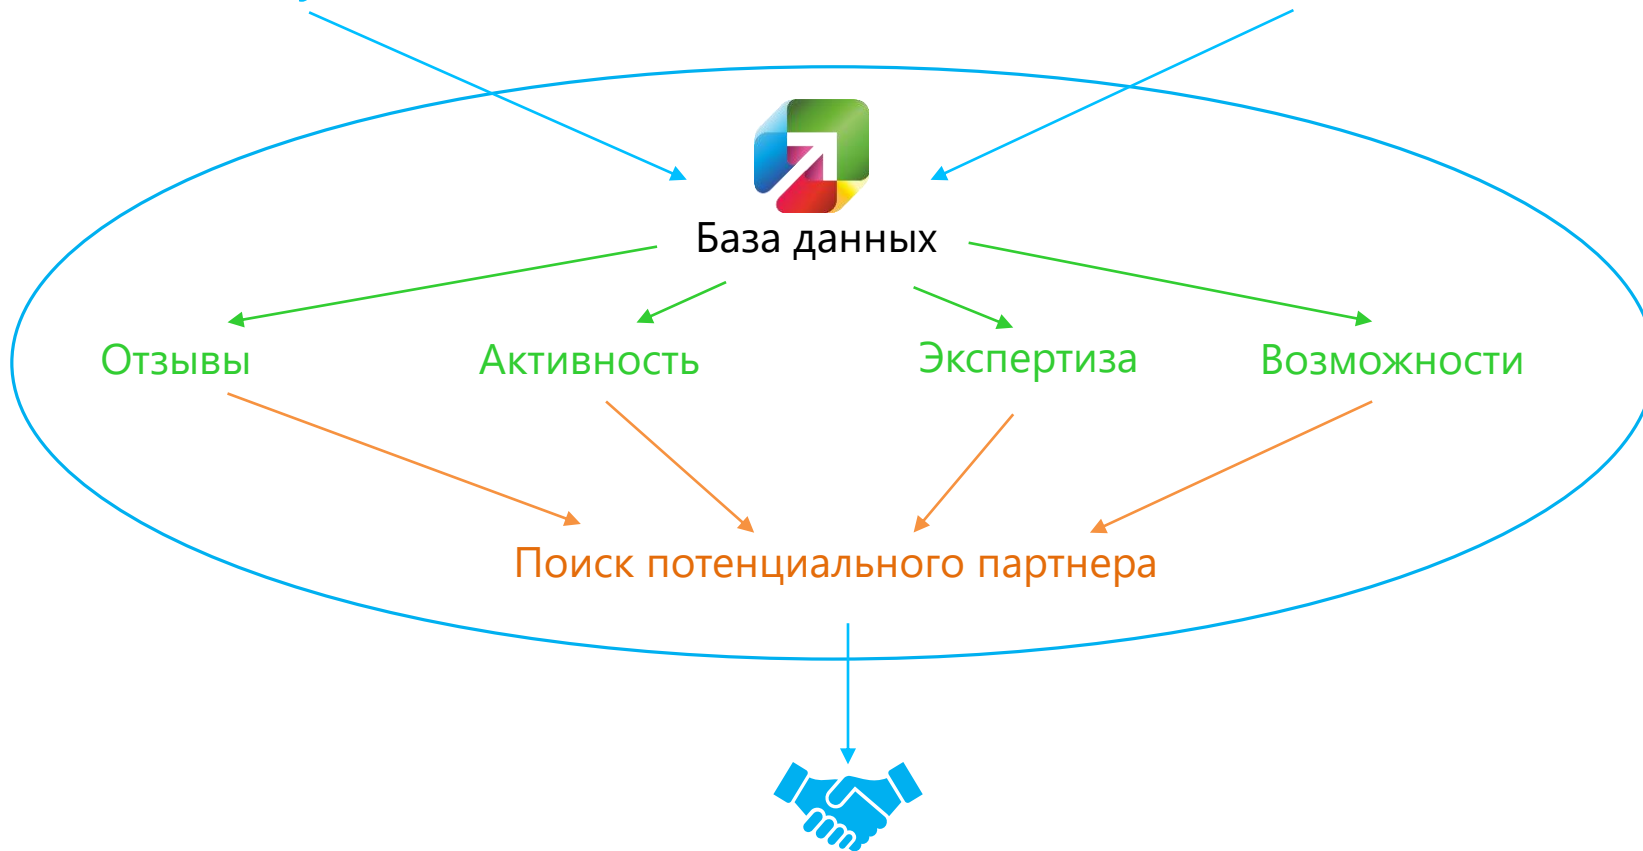 База данных
Отзывы
Активность
Экспертиза
Возможности
Поиск потенциального партнера